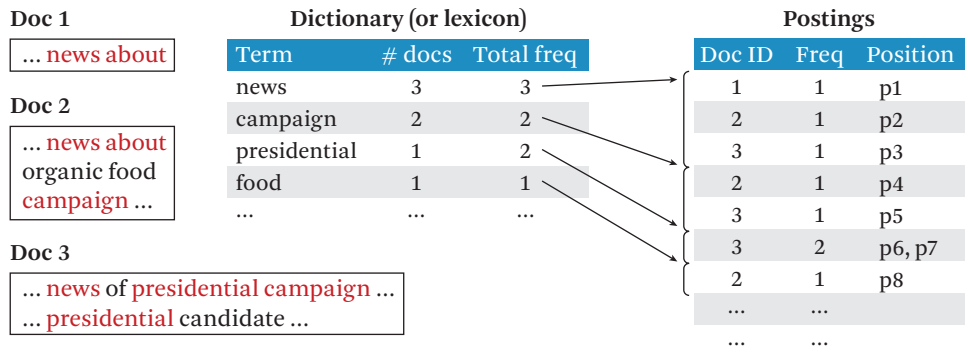 Doc 1
... news about
Doc 2
... news about
organic food
campaign ...
Doc 3
... news of presidential campaign ...
... presidential candidate ...
Dictionary (or lexicon)
Term # docs Total freq
news 3 3
campaign 2 2
presidential 1 2
food 1 1
... ... ...
Postings
Doc ID Freq Position
1 1 p1
2 1 p2
3 1 p3
2 1 p4
3 1 p5
3 2 p6, p7
2 1 p8
... ...
... ...